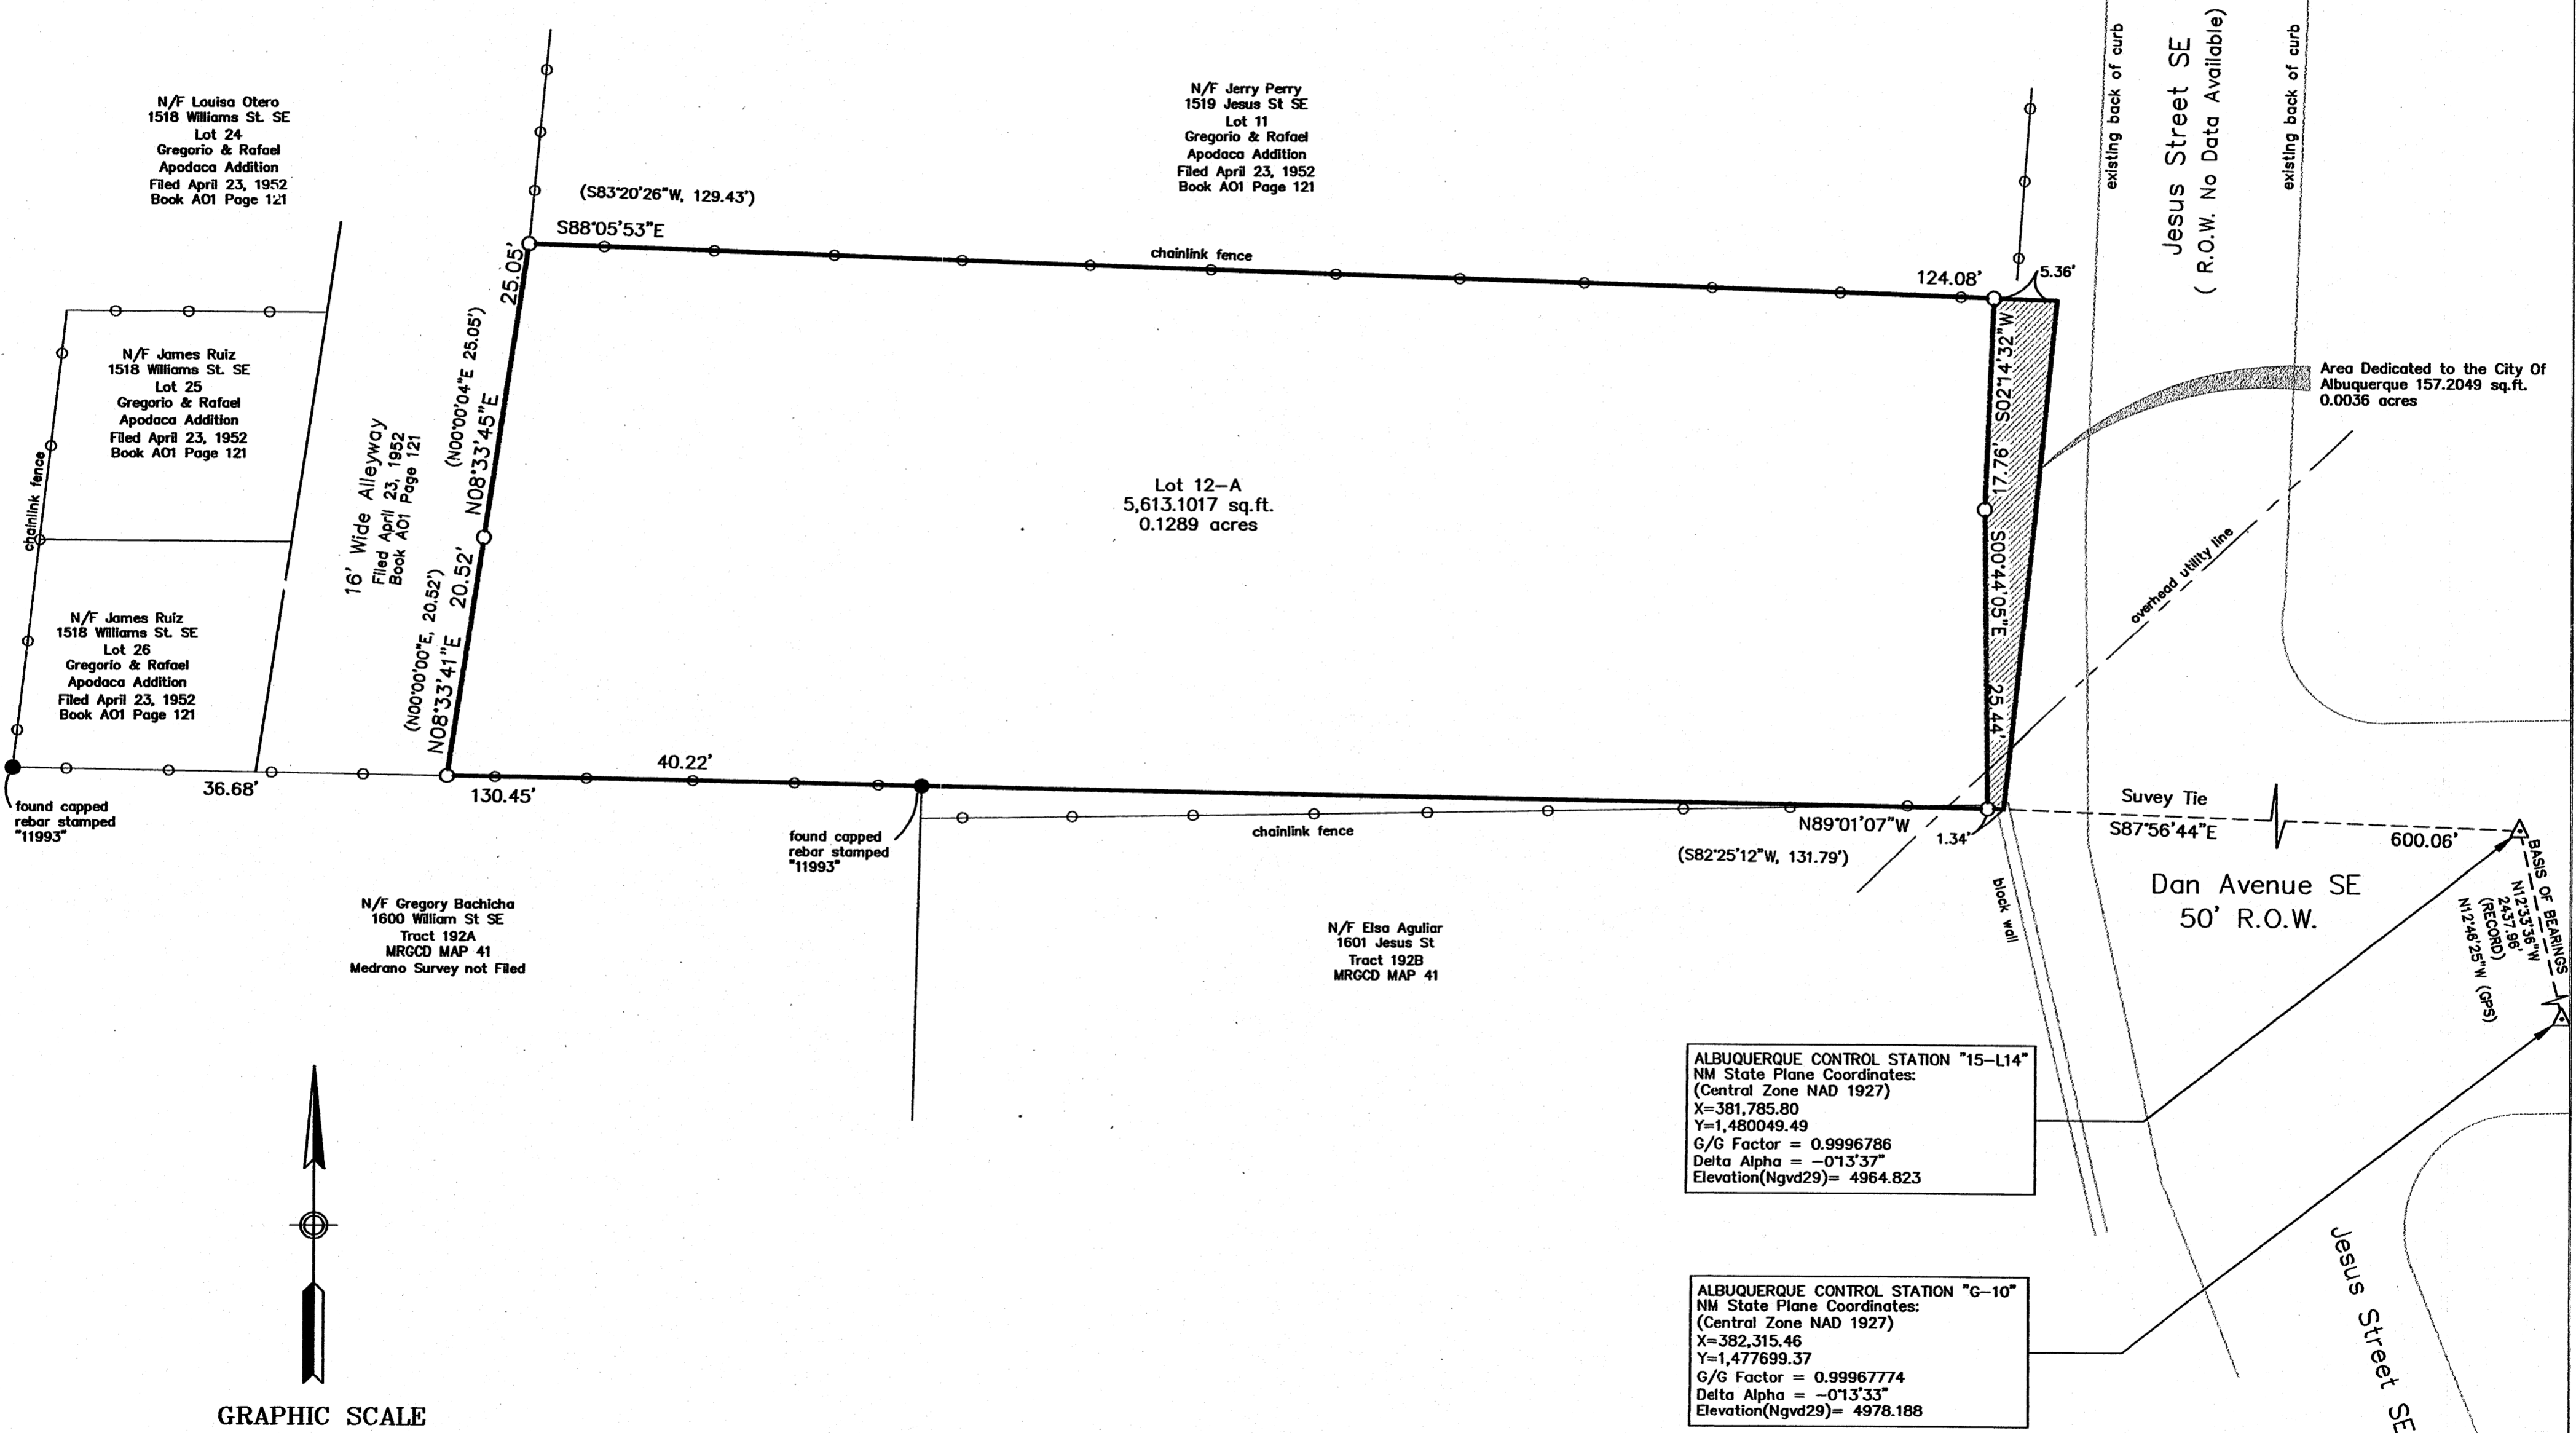 N/F Louisa Otero
1518 Williams St. SE
Lot 24
Gregorio & Rafael
Apodaca Addition
Filed April 23, 1952
Book A01 Page 121
N/F Jerry Perry
1519 Jesus St SE
Lot 11
Gregorio & Rafael
Apodaca Addition
Filed April 23, 1952
Book A01 Page 121
existing back of curb
Jesus Street SE
( R.O.W. No Data Available)
existing back of curb
(S83°20'26"W, 129.43')
S88°05'53"E
chainlink fence
124.08'
5.36'
N/F James Ruiz
1518 Williams St. SE
Lot 25
Gregorio & Rafael
Apodaca Addition
Filed April 23, 1952
Book A01 Page 121
chainlink fence
16' Wide Alleyway
Filed April 23, 1952
Book A01 Page 121
25.05'
(N00°00'04"E 25.05')
N08°33'45"E
20.52'
(N00°00'00"E, 20.52')
N08°33'41"E
Lot 12-A
5,613.1017 sq.ft.
0.1289 acres
S02°14'32"W
17.76'
S00°44'05"E
25.44'
Area Dedicated to the City Of
Albuquerque 157.2049 sq.ft.
0.0036 acres
overhead utility line
N/F James Ruiz
1518 Williams St. SE
Lot 26
Gregorio & Rafael
Apodaca Addition
Filed April 23, 1952
Book A01 Page 121
36.68'
found capped
rebar stamped
"11993"
40.22'
130.45'
found capped
rebar stamped
"11993"
chainlink fence
N89°01'07"W
(S82°25'12"W, 131.79')
1.34'
block wall
Suvey Tie
S87°56'44"E
600.06'
Dan Avenue SE
50' R.O.W.
BASIS OF BEARINGS
N12°33'36"W
2437.96'
(RECORD)
N12°46'25"W (GPS)
N/F Gregory Bachicha
1600 William St SE
Tract 192A
MRGCD MAP 41
Medrano Survey not Filed
N/F Elsa Aguliar
1601 Jesus St
Tract 192B
MRGCD MAP 41
ALBUQUERQUE CONTROL STATION "15-L14"
NM State Plane Coordinates:
(Central Zone NAD 1927)
X=381,785.80
Y=1,480049.49
G/G Factor = 0.9996786
Delta Alpha = -0°13'37"
Elevation(Ngvd29)= 4964.823
ALBUQUERQUE CONTROL STATION "G-10"
NM State Plane Coordinates:
(Central Zone NAD 1927)
X=382,315.46
Y=1,477699.37
G/G Factor = 0.99967774
Delta Alpha = -0°13'33"
Elevation(Ngvd29)= 4978.188
Jesus Street SE
GRAPHIC SCALE